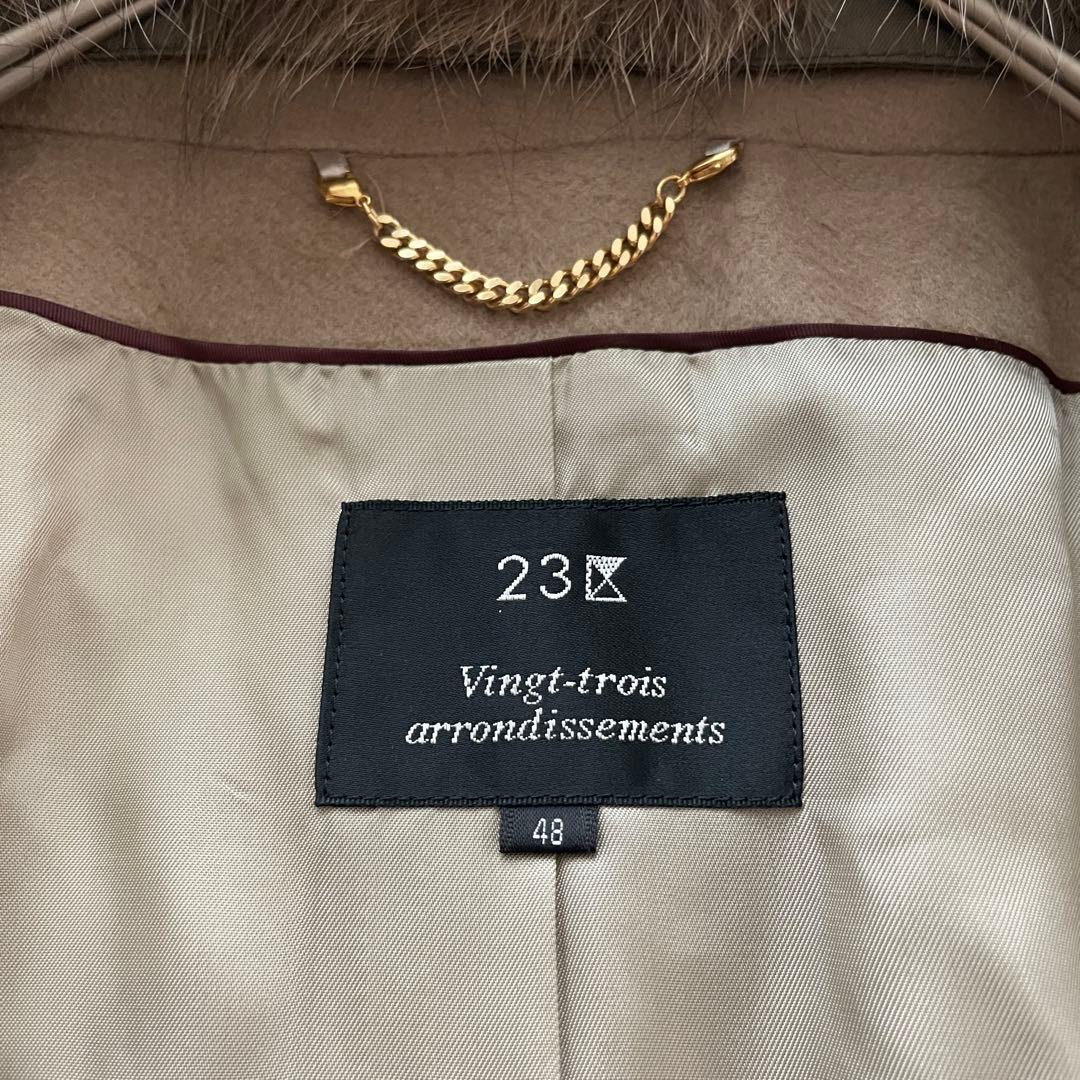 23区
Vingt-trois
arrondissements
48